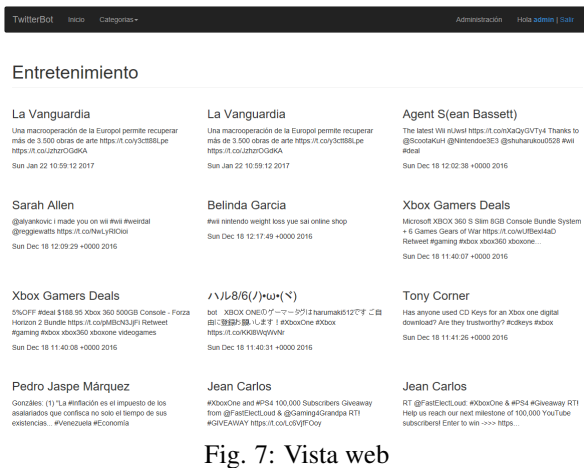 TwitterBot Inicio Categorias Administración Hola admin | Salir
Entretenimiento
La Vanguardia
Una macrooperación de la Europol permite recuperar
más de 3.500 obras de arte https://t.co/y3ctt88Lpe
https://t.co/JzhzrOGdKA
Sun Jan 22 10:59:12 2017
La Vanguardia
Una macrooperación de la Europol permite recuperar
más de 3.500 obras de arte https://t.co/y3ctt88Lpe
https://t.co/JzhzrOGdKA
Sun Jan 22 10:59:12 2017
Agent S(ean Bassett)
The latest Wii nUws! https://t.co/nXaQyGVTy4 Thanks to
@ScootaKuH @Nintendoe3E3 @shuharukou0528 #wii
#deal
Sun Dec 18 12:02:38 +0000 2016
Sarah Allen
@alyankovic i made you on wii #wii #weirdal
@reggiewatts https://t.co/NwLyRIOioi
Sun Dec 18 12:09:29 +0000 2016
Belinda Garcia
#wii nintendo weight loss yue sai online shop
Sun Dec 18 12:17:49 +0000 2016
Xbox Gamers Deals
Microsoft XBOX 360 S Slim 8GB Console Bundle System
+ 6 Games Gears of War https://t.co/wUfBexl4aD
Retweet #gaming #xbox xbox360 xboxone...
Sun Dec 18 11:40:07 +0000 2016
Xbox Gamers Deals
5%OFF #deal $188.95 Xbox 360 500GB Console - Forza
Horizon 2 Bundle https://t.co/pMBcN3JjFi Retweet
#gaming #xbox xbox360 xboxone videogames
Sun Dec 18 11:40:08 +0000 2016
ハル8/6(ﾉ)•ω•(ヾ)
bot XBOX ONEのゲーマータグはharumaki512です ご自
由に登録お願いします！#XboxOne #Xbox
https://t.co/KKl8WqWvNr
Sun Dec 18 11:40:31 +0000 2016
Tony Corner
Has anyone used CD Keys for an Xbox one digital
download? Are they trustworthy? #cdkeys #xbox
Sun Dec 18 11:41:26 +0000 2016
Pedro Jaspe Márquez
Gonzáles: (1) "La #Inflación es el impuesto de los
asalariados que confisca no solo el tiempo de sus
existencias... #Venezuela #Economía
Jean Carlos
#XboxOne and #PS4 100,000 Subscribers Giveaway
from @FastElectLoud & @Gaming4Grandpa RT!
#GIVEAWAY https://t.co/Lc6VjfFOoy
Jean Carlos
RT @FastElectLoud: #XboxOne & #PS4 #Giveaway RT!
Help us reach our next milestone of 100,000 YouTube
subscribers! Enter to win ->>> https...
Fig. 7: Vista web